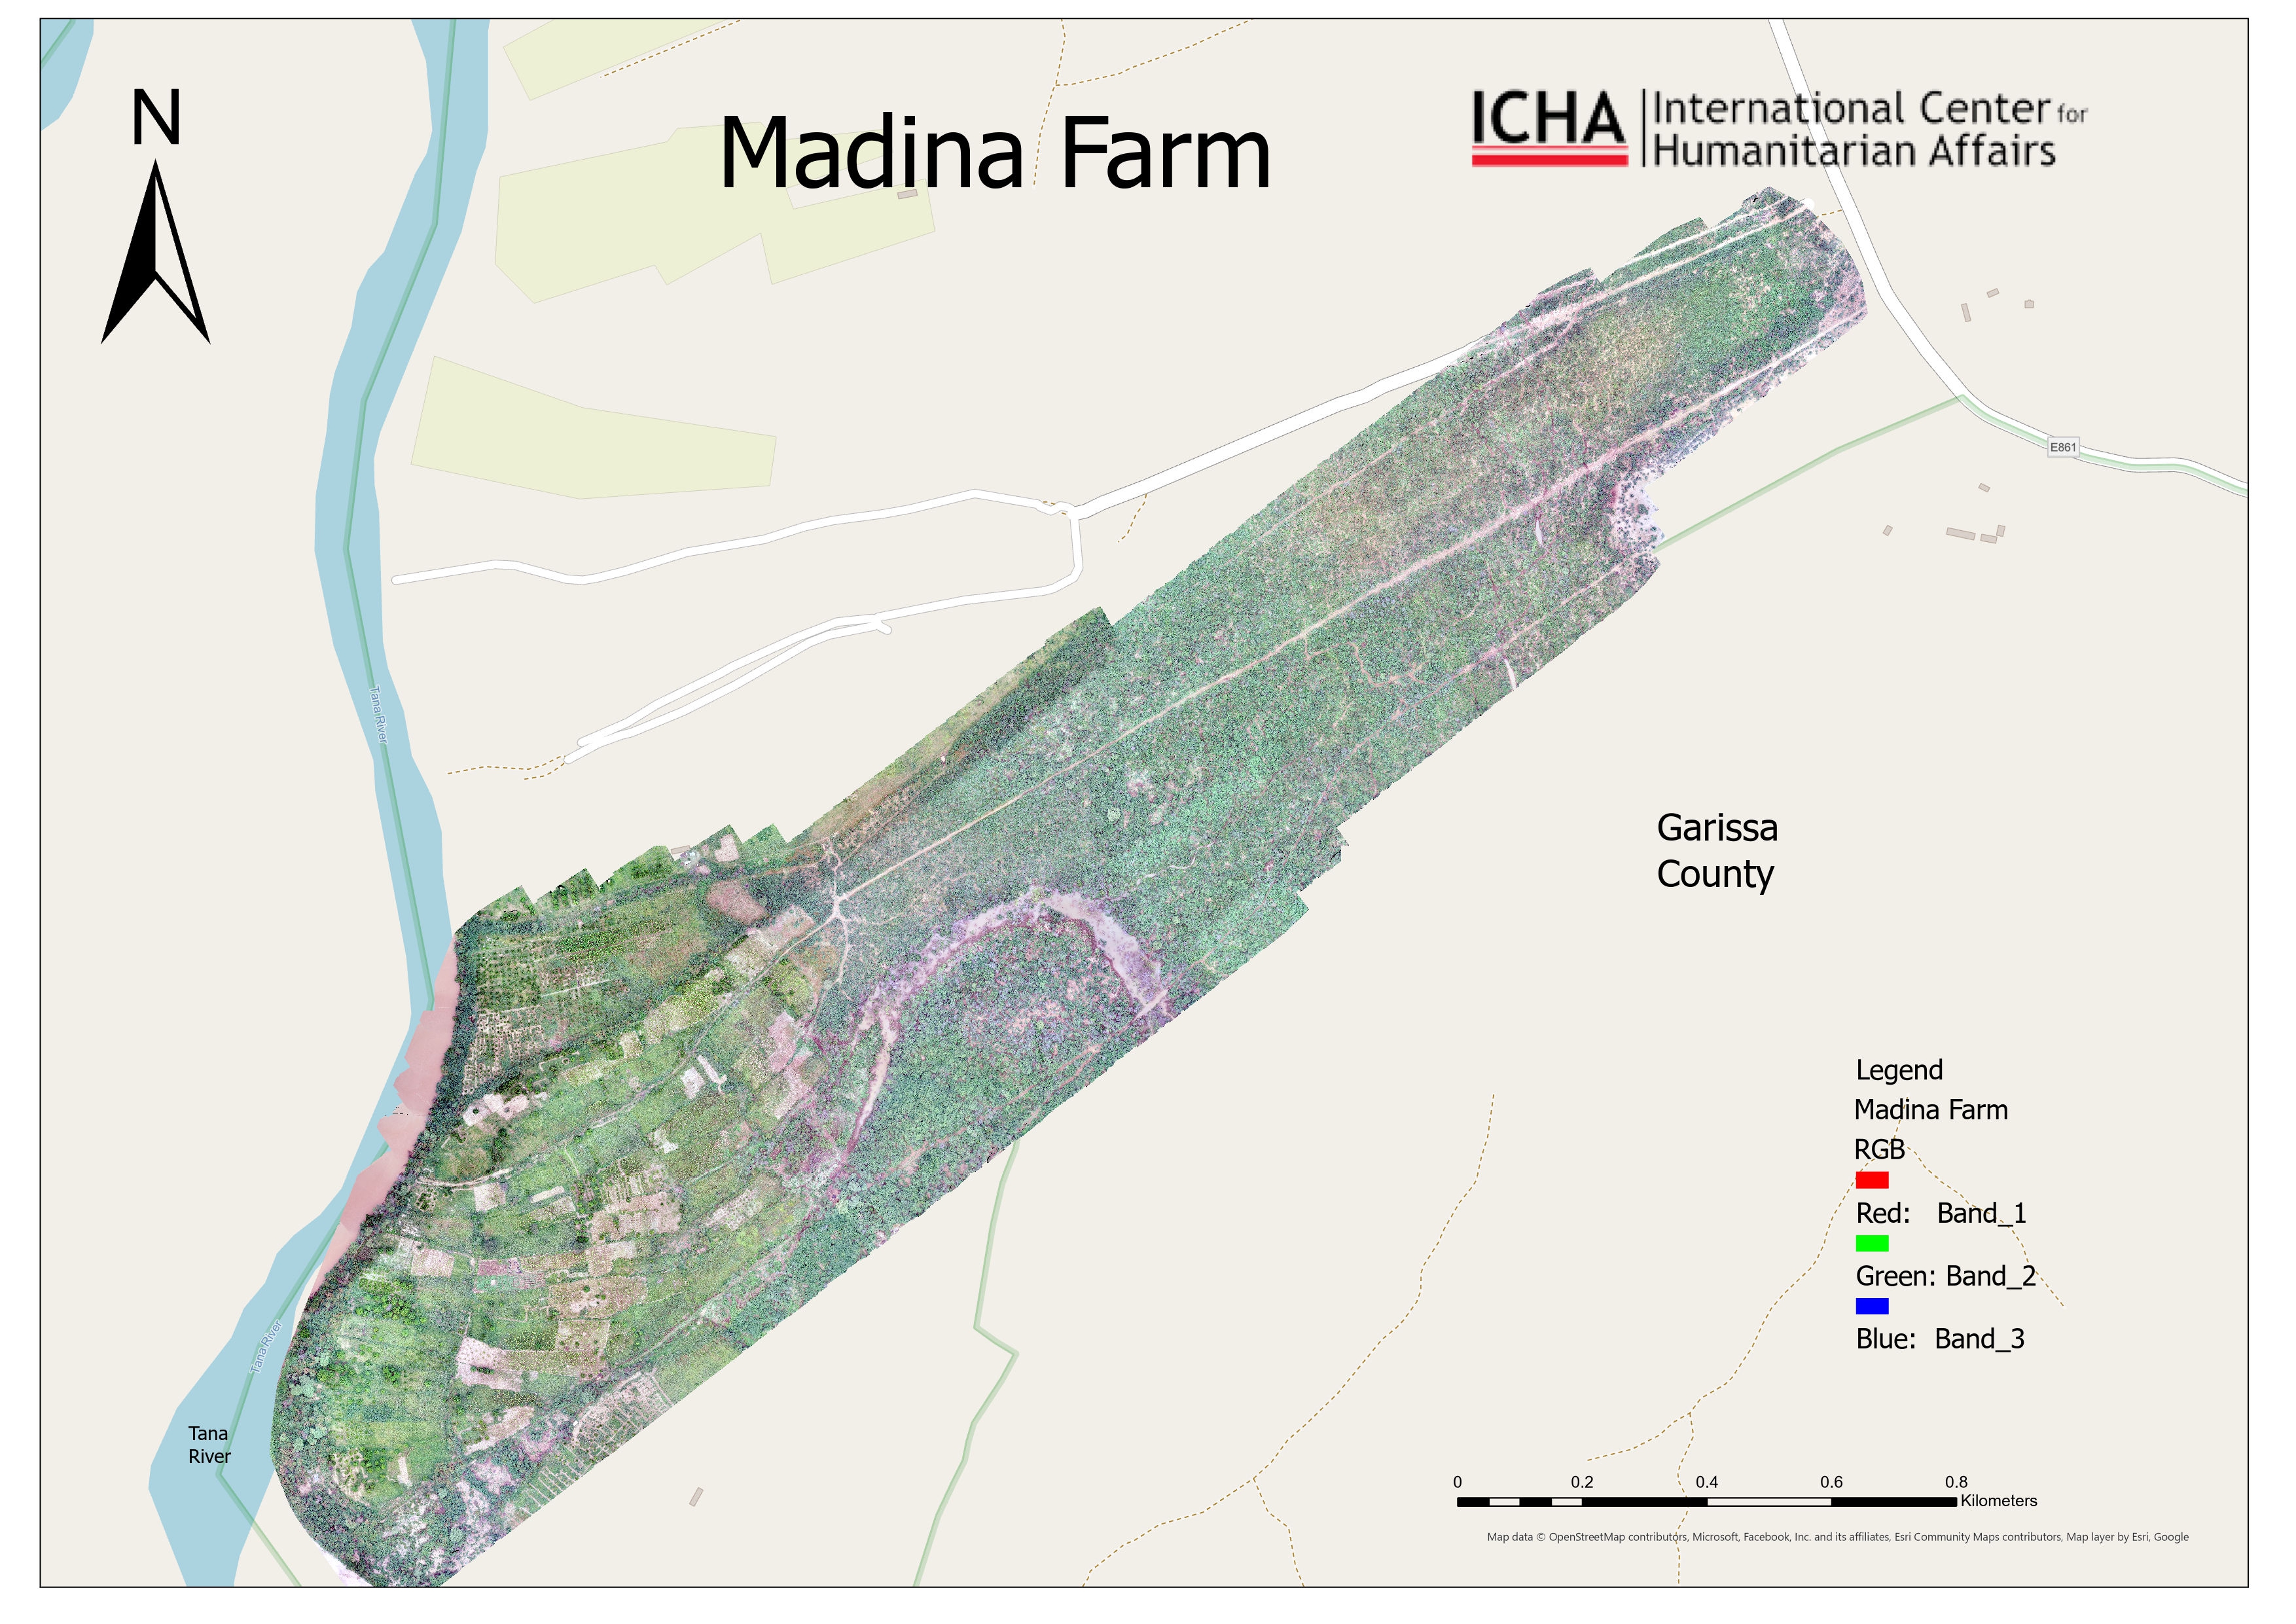 N
Madina Farm
ICHA
International Center for
Humanitarian Affairs
E861
Tana River
Garissa
County
Legend
Madina Farm
RGB
Red: Band_1
Green: Band_2
Blue: Band_3
Tana River
Tana
River
0 0.2 0.4 0.6 0.8
Kilometers
Map data © OpenStreetMap contributors, Microsoft, Facebook, Inc. and its affiliates, Esri Community Maps contributors, Map layer by Esri, Google